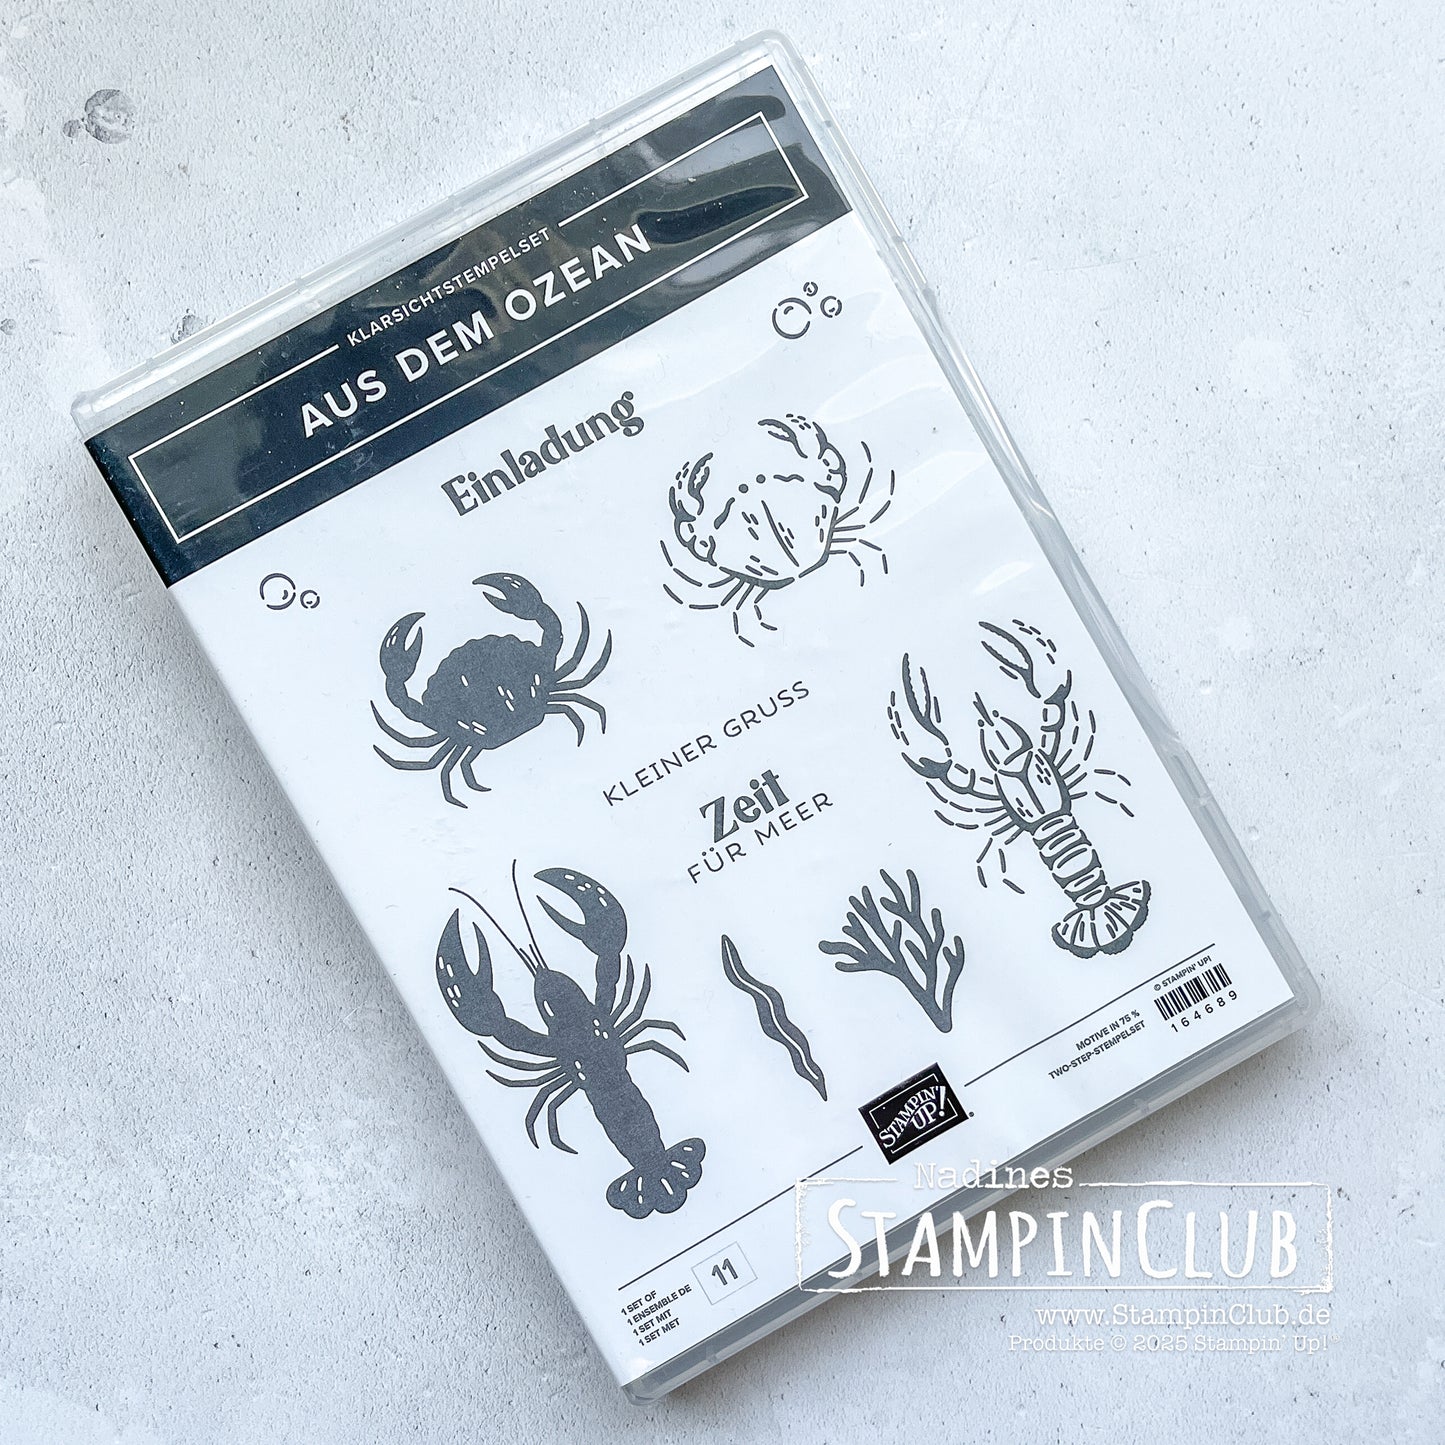 KLARSICHTSTEMPELSET
AUS DEM OZEAN
Einladung
KLEINER GRUSS
Zeit
FÜR MEER
© STAMPIN' UP!
164689
MOTIVE IN 75 %
TWO-STEP-STEMPELSET
STAMPIN' UP!®
1 SET OF
1 ENSEMBLE DE
1 SET MIT
1 SET MET
11
Nadines
STAMPINCLUB
www.StampinClub.de
Produkte © 2025 Stampin' Up!